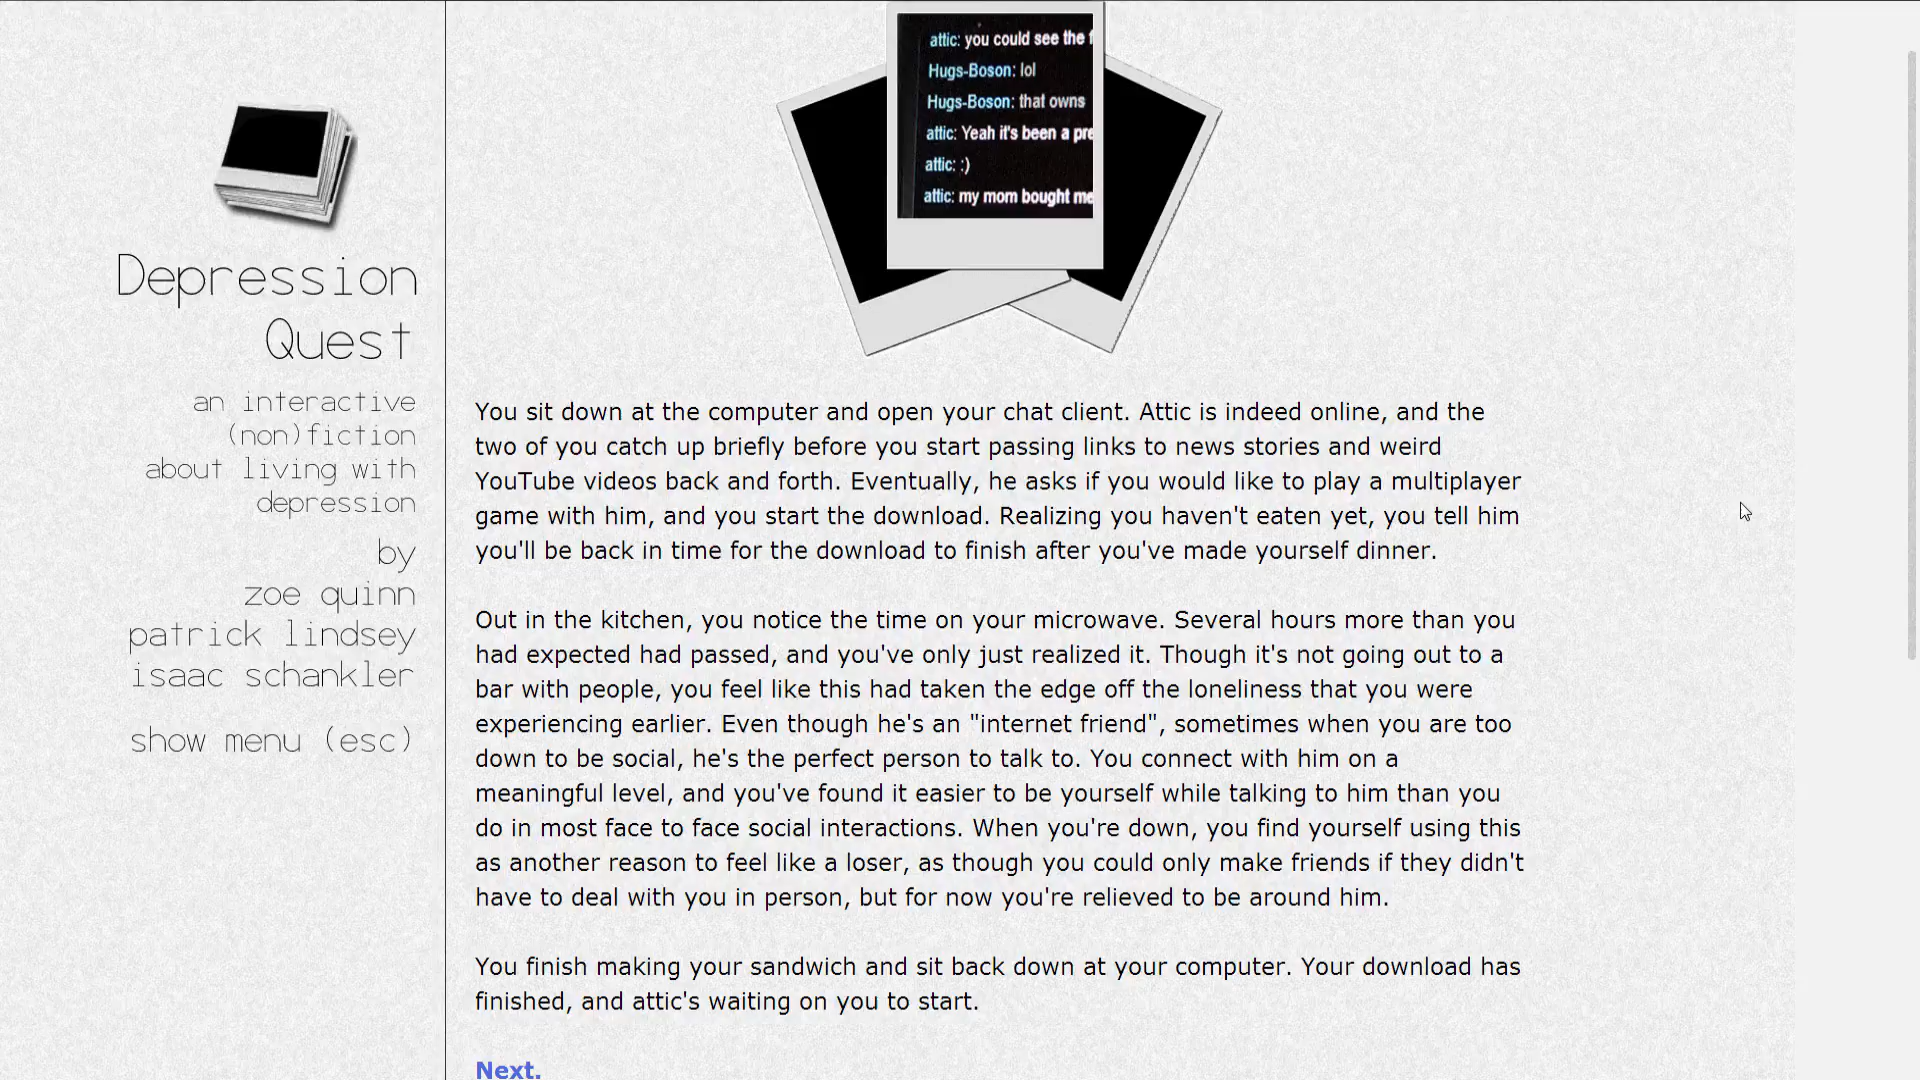 attic: you could see the
Hugs-Boson: lol
Hugs-Boson: that owns
attic: Yeah it's been a
attic: :)
attic: my mom bought me
Depression
Quest
an interactive
(non)fiction
about living with
depression
by
zoe quinn
patrick lindsey
isaac schankler
show menu (esc)
You sit down at the computer and open your chat client. Attic is indeed online, and the
two of you catch up briefly before you start passing links to news stories and weird
YouTube videos back and forth. Eventually, he asks if you would like to play a multiplayer
game with him, and you start the download. Realizing you haven't eaten yet, you tell him
you'll be back in time for the download to finish after you've made yourself dinner.
Out in the kitchen, you notice the time on your microwave. Several hours more than you
had expected had passed, and you've only just realized it. Though it's not going out to a
bar with people, you feel like this had taken the edge off the loneliness that you were
experiencing earlier. Even though he's an "internet friend", sometimes when you are too
down to be social, he's the perfect person to talk to. You connect with him on a
meaningful level, and you've found it easier to be yourself while talking to him than you
do in most face to face social interactions. When you're down, you find yourself using this
as another reason to feel like a loser, as though you could only make friends if they didn't
have to deal with you in person, but for now you're relieved to be around him.
You finish making your sandwich and sit back down at your computer. Your download has
finished, and attic's waiting on you to start.
Next.